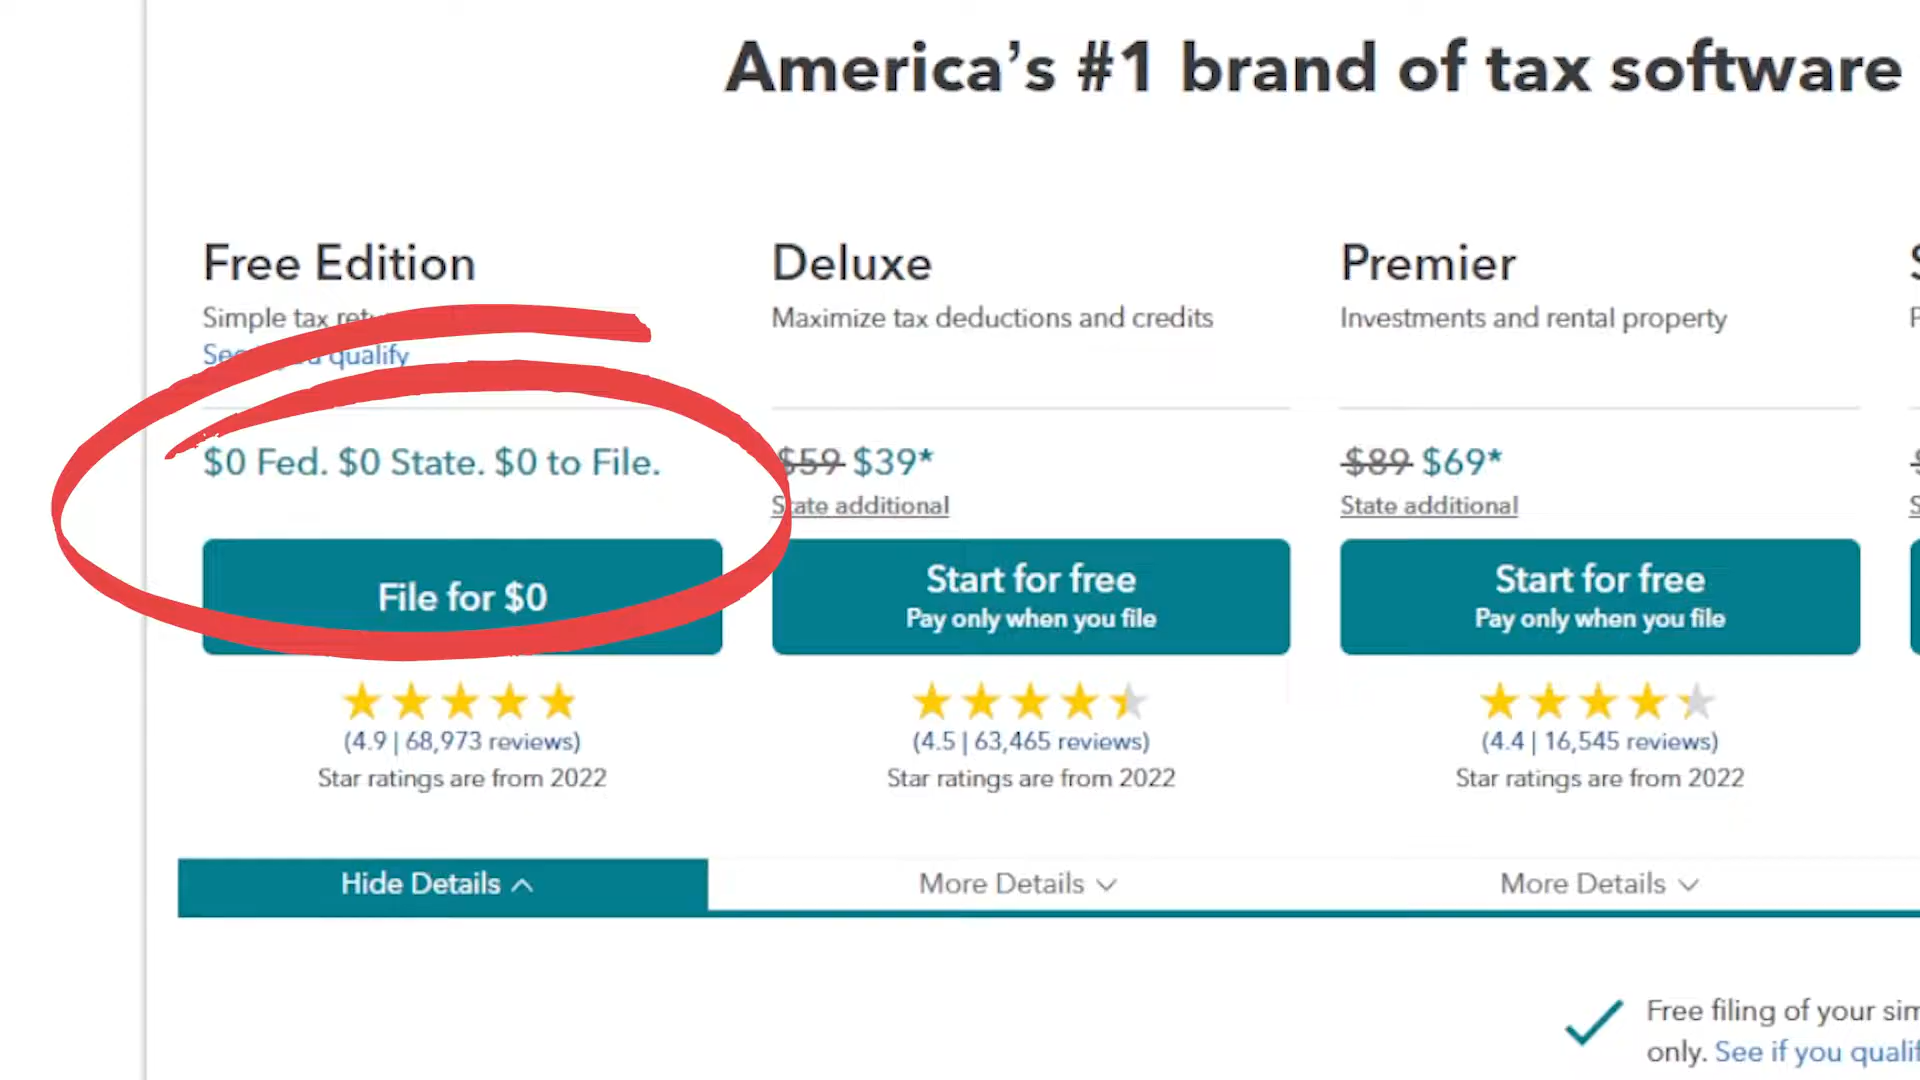 America's #1 brand of tax software
Free Edition
Simple tax
See you qualify
$0 Fed. $0 State. $0 to File.
File for $0
(4.9 | 68,973 reviews)
Star ratings are from 2022
Deluxe
Maximize tax deductions and credits
$59 $39*
State additional
Start for free
Pay only when you file
(4.5 | 63,465 reviews)
Star ratings are from 2022
Premier
Investments and rental property
$89 $69*
State additional
Start for free
Pay only when you file
(4.4 | 16,545 reviews)
Star ratings are from 2022
Hide Details
More Details
More Details
Free filing of your
only. See if you